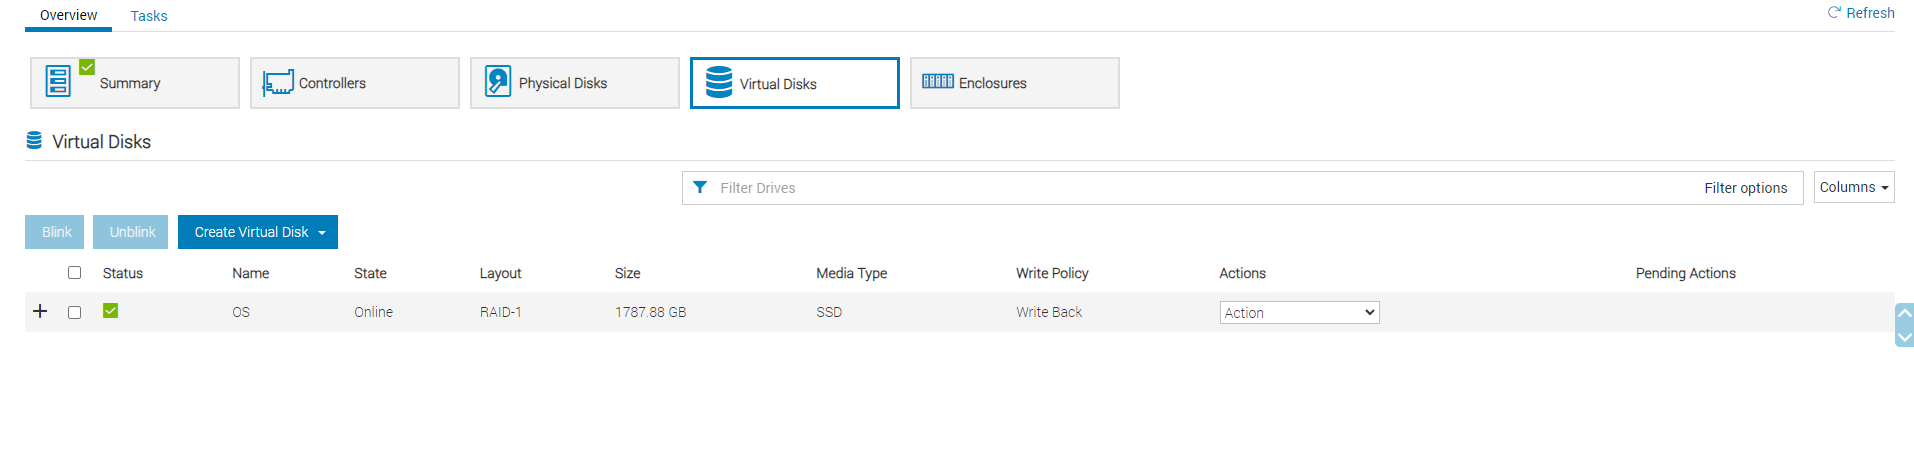 Overview Tasks Refresh
Summary Controllers Physical Disks Virtual Disks Enclosures
Virtual Disks
Filter Drives Filter options Columns
Blink Unblink Create Virtual Disk
Status Name State Layout Size Media Type Write Policy Actions Pending Actions
OS Online RAID-1 1787.88 GB SSD Write Back Action